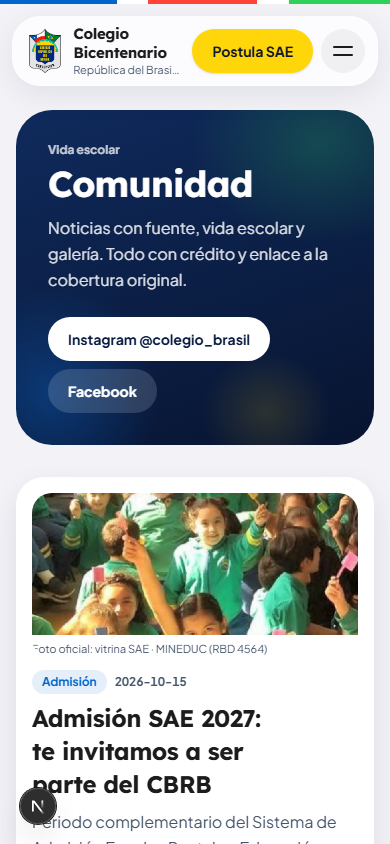 Colegio
Bicentenario
República del Brasi...
Postula SAE
Vida escolar
Comunidad
Noticias con fuente, vida escolar y
galería. Todo con crédito y enlace a la
cobertura original.
Instagram @colegio_brasil
Facebook
Foto oficial: vitrina SAE · MINEDUC (RBD 4564)
Admisión
2026-10-15
Admisión SAE 2027:
te invitamos a ser
parte del CBRB
N
Periodo complementario del Sistema de